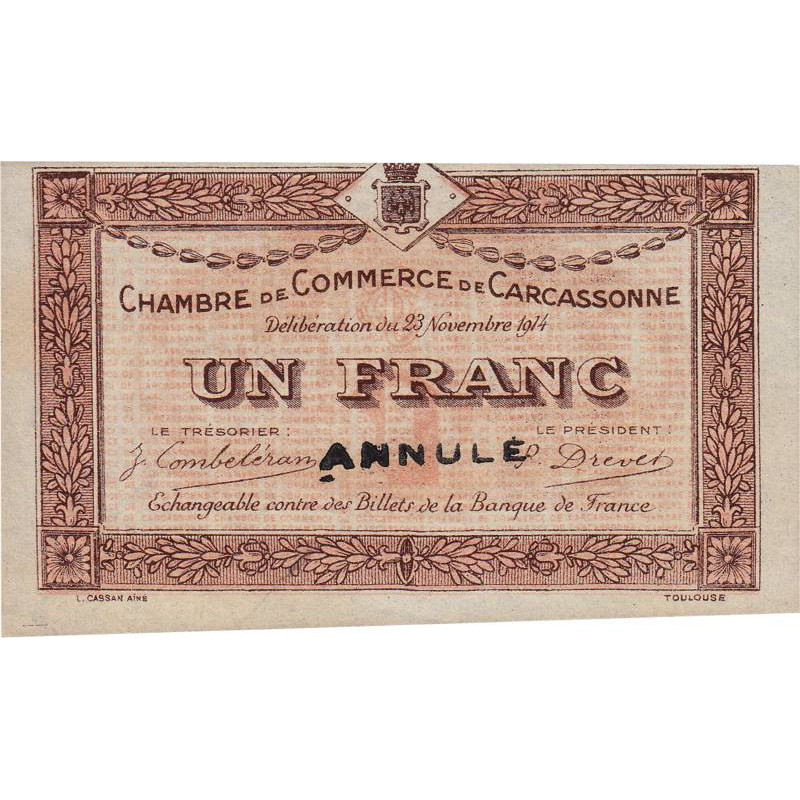 CHAMBRE DE COMMERCE DE CARCASSONNE
Délibération du 23 Novembre 1914
UN FRANC
LE TRÉSORIER : LE PRÉSIDENT :
J. Combeléran ANNULÉ P. Drevet
Echangeable contre des Billets de la Banque de France
L. CASSAN AINÉ TOULOUSE